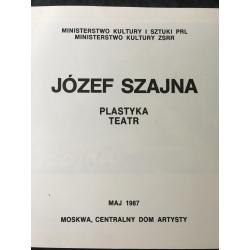 MINISTERSTWO KULTURY I SZTUKI PRL
MINISTERSTWO KULTURY ZSRR
JÓZEF SZAJNA
PLASTYKA
TEATR
MAJ 1987
MOSKWA, CENTRALNY DOM ARTYSTY